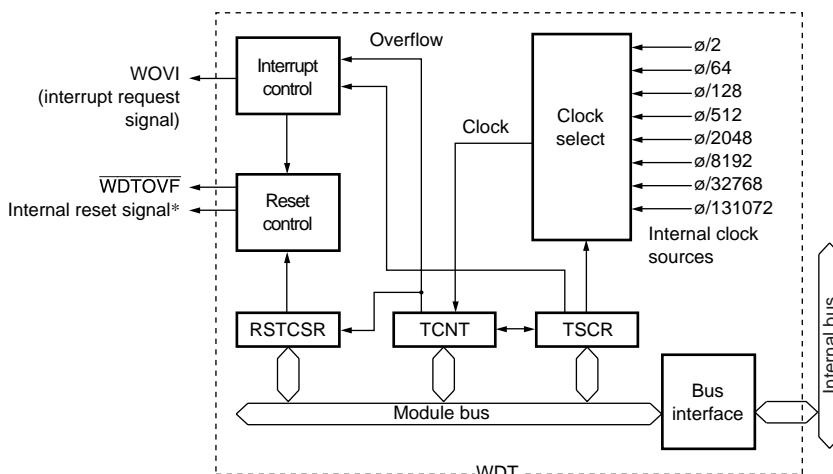 Overflow
WOVI
(interrupt request
signal)
Interrupt
control
WDTOVF
Internal reset signal*
Reset
control
Clock
Clock
select
ø/2
ø/64
ø/128
ø/512
ø/2048
ø/8192
ø/32768
ø/131072
Internal clock
sources
RSTCSR
TCNT
TSCR
Module bus
Bus
interface
Internal bus
WDT